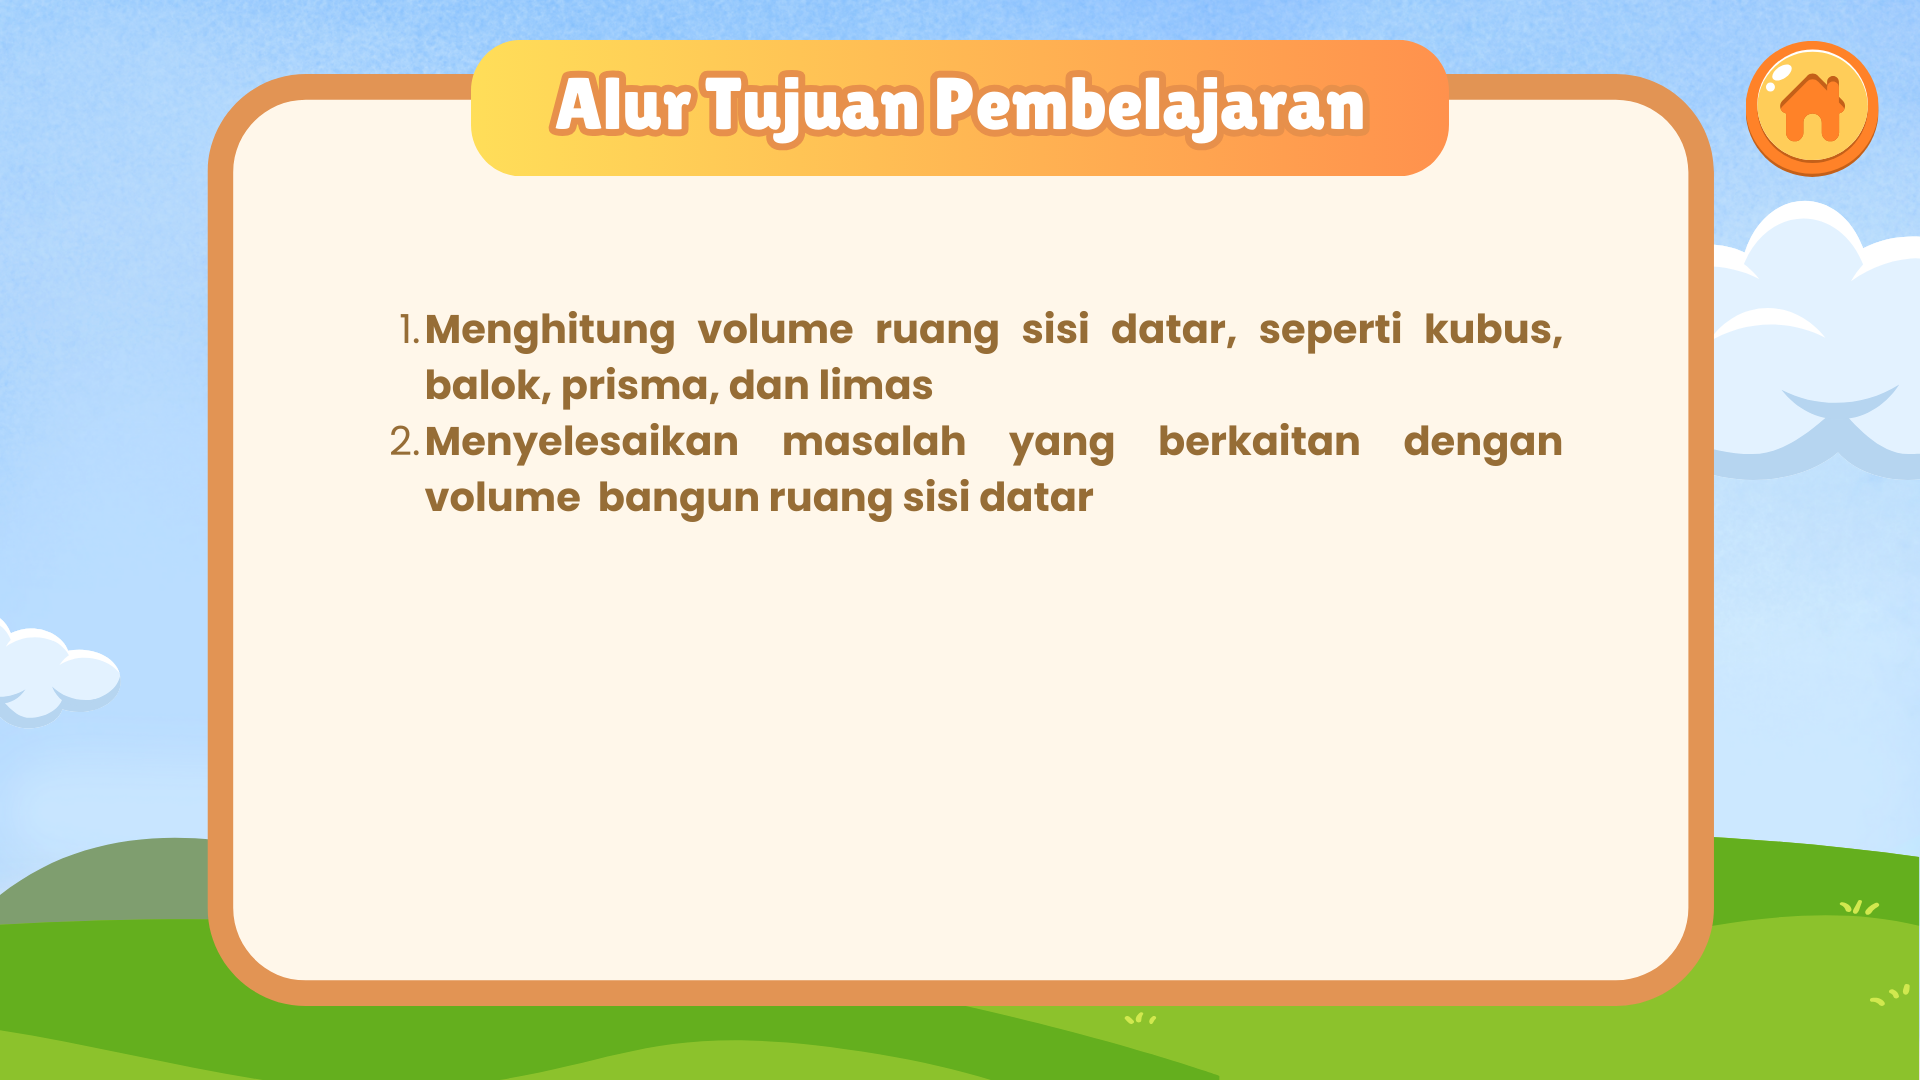 Alur Tujuan Pembelajaran
1. Menghitung volume ruang sisi datar, seperti kubus,
balok, prisma, dan limas
2. Menyelesaikan masalah yang berkaitan dengan
volume  bangun ruang sisi datar